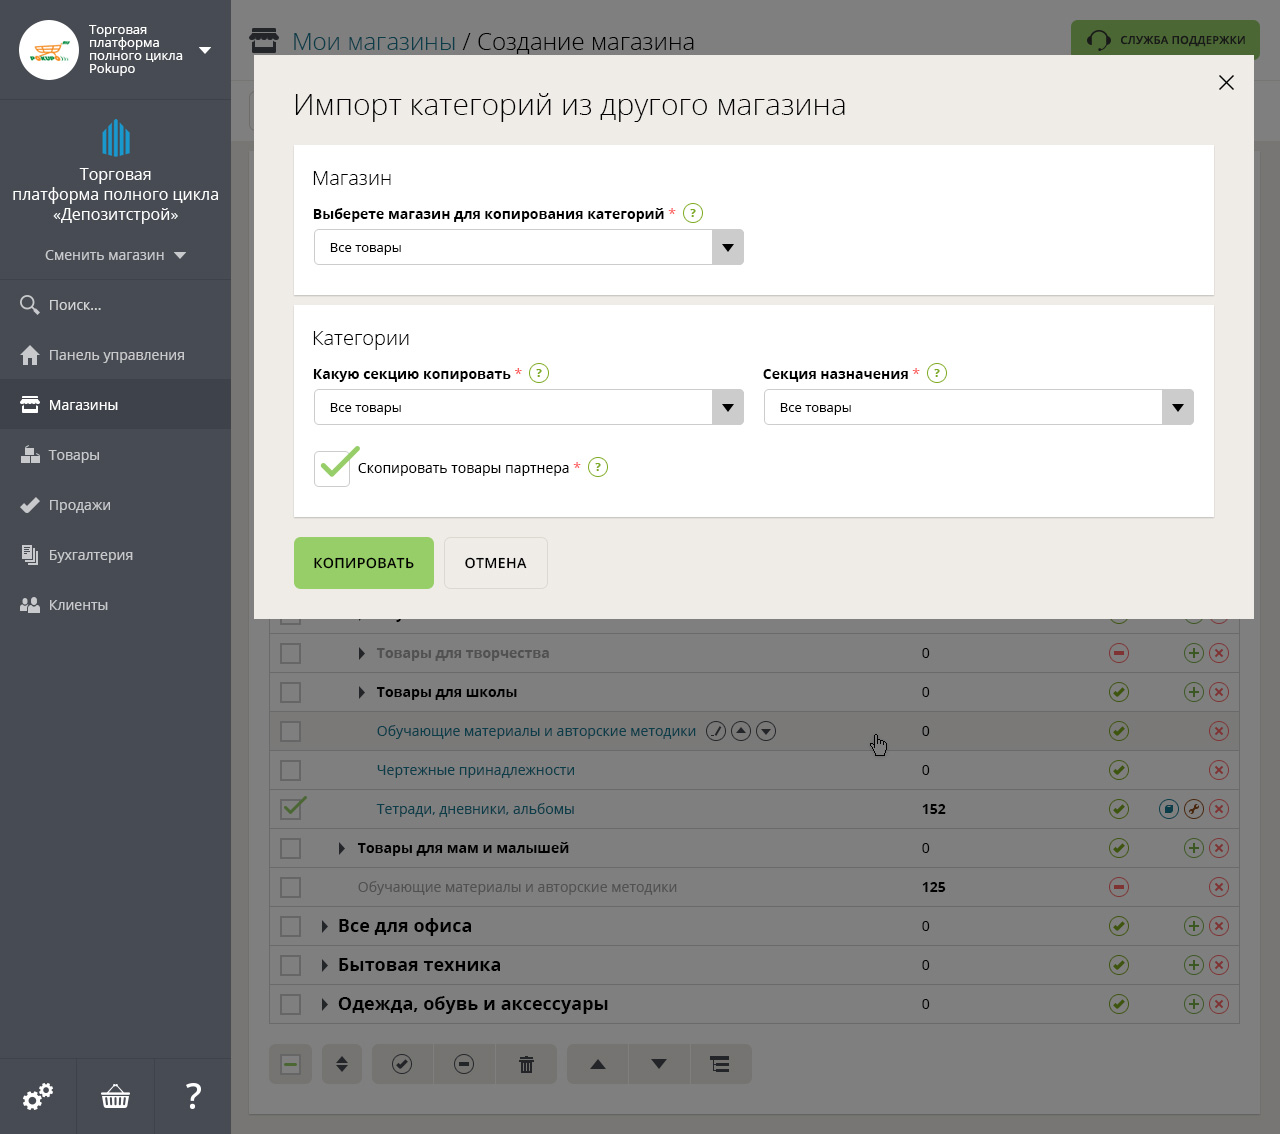 Торговая
платформа
полного цикла
Pokupo
POKUPO
Мои магазины / Создание магазина
СЛУЖБА ПОДДЕРЖКИ
Торговая
платформа полного цикла
«Депозитстрой»
Сменить магазин
Поиск...
Панель управления
Магазины
Товары
Продажи
Бухгалтерия
Клиенты
?
Импорт категорий из другого магазина
Магазин
Выберете магазин для копирования категорий * ?
Все товары
Категории
Какую секцию копировать * ?
Секция назначения * ?
Все товары
Все товары
Скопировать товары партнера * ?
КОПИРОВАТЬ
ОТМЕНА
Товары для творчества 0
Товары для школы 0
Обучающие материалы и авторские методики 0
Чертежные принадлежности 0
Тетради, дневники, альбомы 152
Товары для мам и малышей 0
Обучающие материалы и авторские методики 125
Все для офиса 0
Бытовая техника 0
Одежда, обувь и аксессуары 0